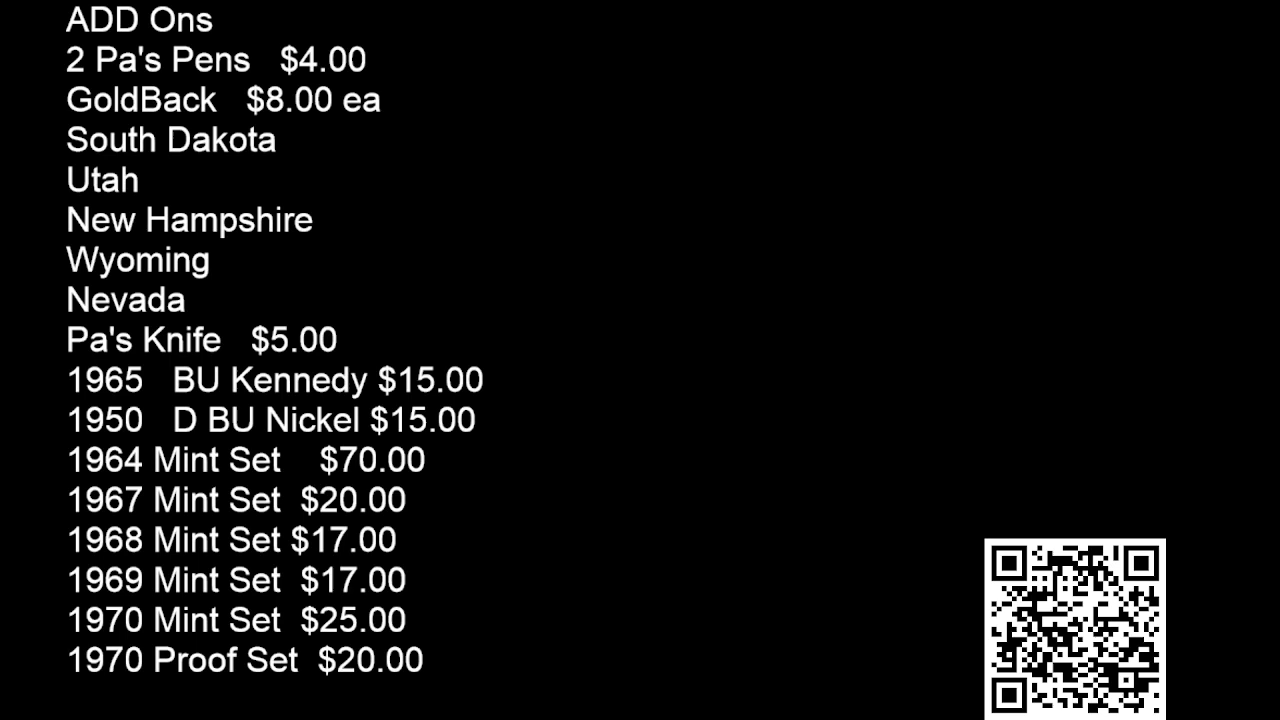 ADD Ons
2 Pa's Pens $4.00
GoldBack $8.00 ea
South Dakota
Utah
New Hampshire
Wyoming
Nevada
Pa's Knife $5.00
1965 BU Kennedy $15.00
1950 D BU Nickel $15.00
1964 Mint Set $70.00
1967 Mint Set $20.00
1968 Mint Set $17.00
1969 Mint Set $17.00
1970 Mint Set $25.00
1970 Proof Set $20.00